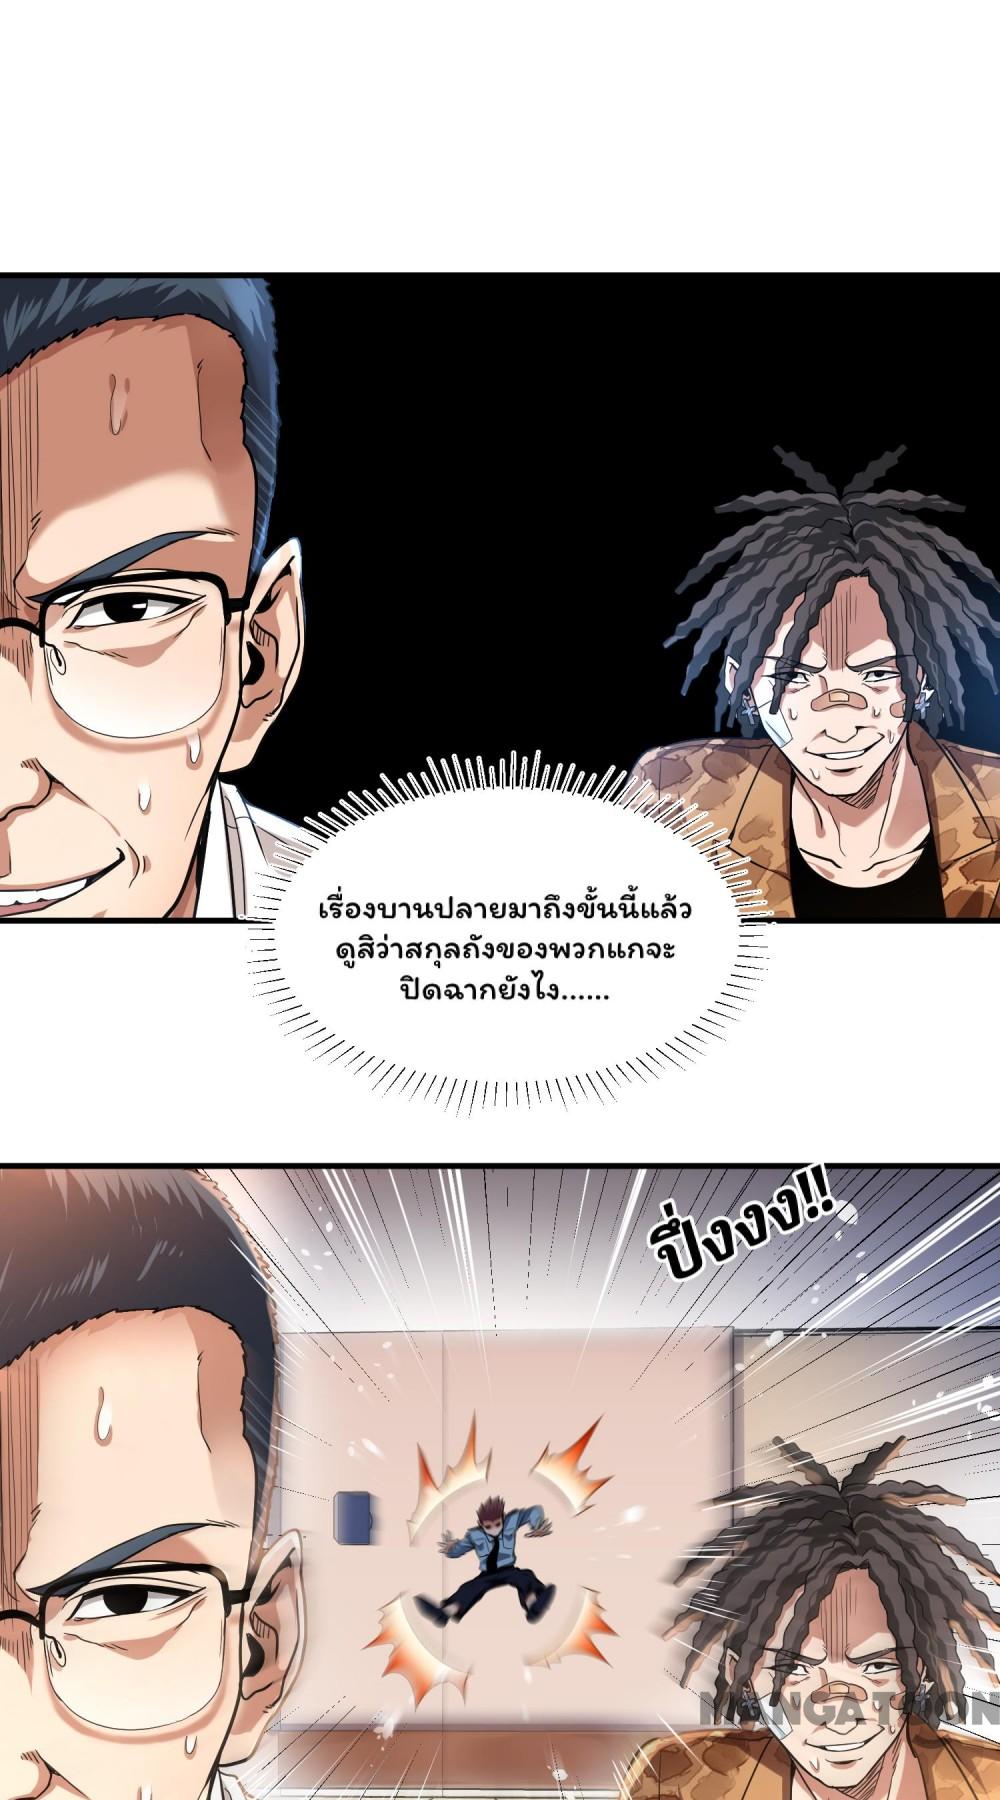 เรื่องบานปลายมาถึงขั้นนี้แล้ว
ดูสิว่าสกุลถังของพวกแกจะ
ปิดฉากยังไง......
ปึ่งงง!!
MANGATOON